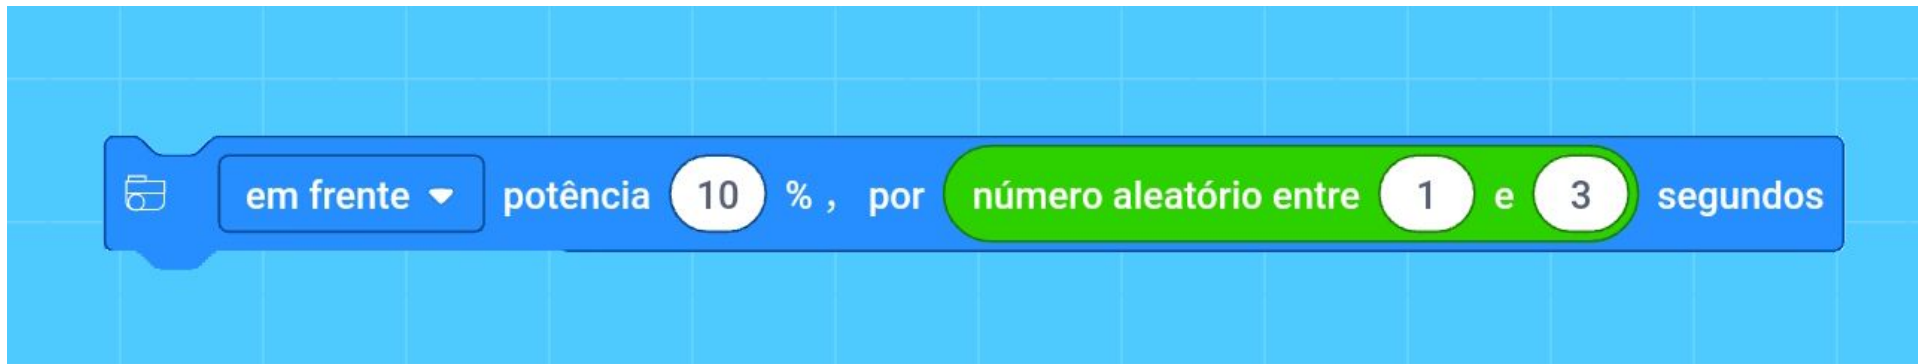 em frente potência 10 % , por número aleatório entre 1 e 3 segundos